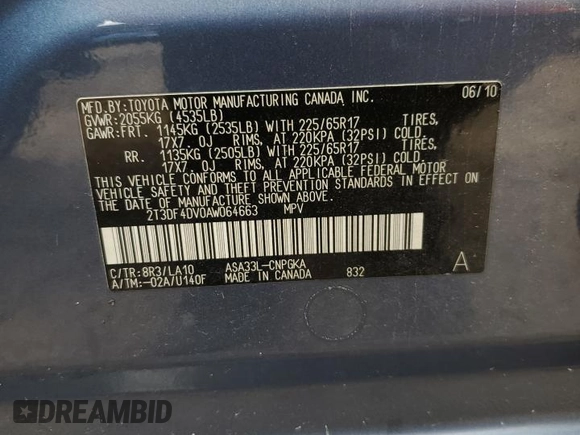 MFD.BY:TOYOTA MOTOR MANUFACTURING CANADA INC. 06/10
GVWR:2055KG (4535LB)
GAWR:FRT. 1145KG (2535LB) WITH 225/65R17 TIRES,
17X7 OJ RIMS, AT 220KPA (32PSI) COLD.
RR. 1135KG (2505LB) WITH 225/65R17 TIRES,
17X7 OJ RIMS, AT 220KPA (32PSI) COLD.
THIS VEHICLE CONFORMS TO ALL APPLICABLE FEDERAL MOTOR
VEHICLE SAFETY AND THEFT PREVENTION STANDARDS IN EFFECT ON
THE DATE OF MANUFACTURE SHOWN ABOVE.
2T3DF4DV0AW064663 MPV
C/TR:8R3/LA10 ASA33L-CNPGKA A
A/TM:-02A/U140F MADE IN CANADA 832
DREAMBID